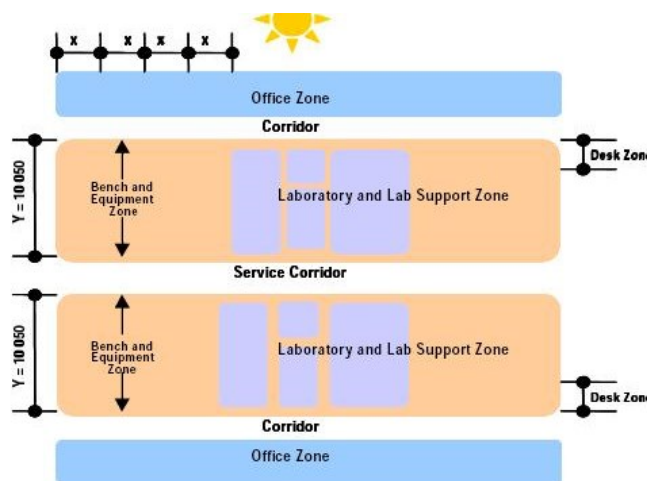 x x x x
Office Zone
Corridor
Y = 10 050
Bench and
Equipment
Zone
Laboratory and Lab Support Zone
Desk Zone
Service Corridor
Y = 10 050
Bench and
Equipment
Zone
Laboratory and Lab Support Zone
Desk Zone
Corridor
Office Zone